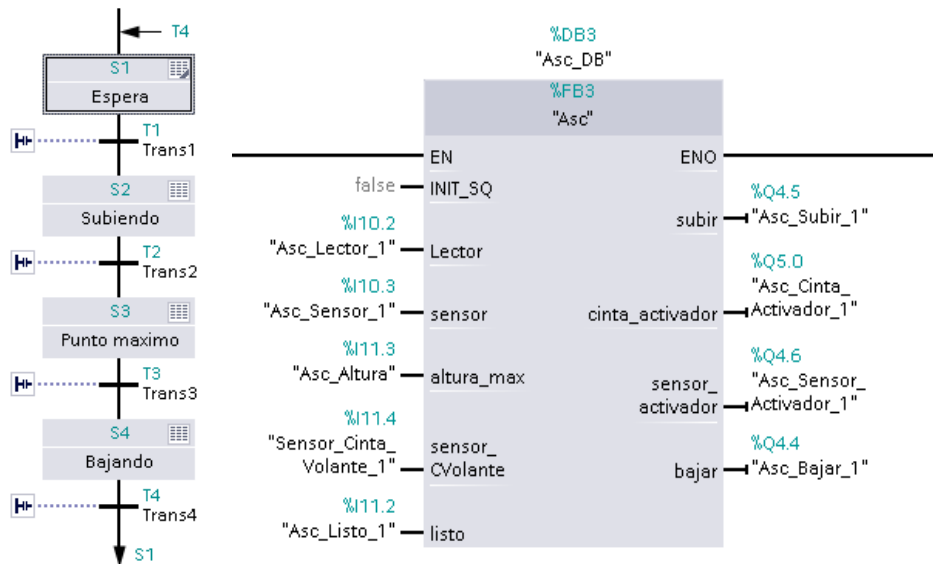 T4
S1
Espera
T1
Trans1
S2
Subiendo
T2
Trans2
S3
Punto maximo
T3
Trans3
S4
Bajando
T4
Trans4
S1
%DB3
"Asc_DB"
%FB3
"Asc"
EN
ENO
false
INIT_SQ
%I10.2
"Asc_Lector_1"
Lector
%I10.3
"Asc_Sensor_1"
sensor
%I11.3
"Asc_Altura"
altura_max
%I11.4
"Sensor_Cinta_
Volante_1"
sensor_
CVolante
%I11.2
"Asc_Listo_1"
listo
subir
%Q4.5
"Asc_Subir_1"
cinta_activador
%Q5.0
"Asc_Cinta_
Activador_1"
sensor_
activador
%Q4.6
"Asc_Sensor_
Activador_1"
bajar
%Q4.4
"Asc_Bajar_1"